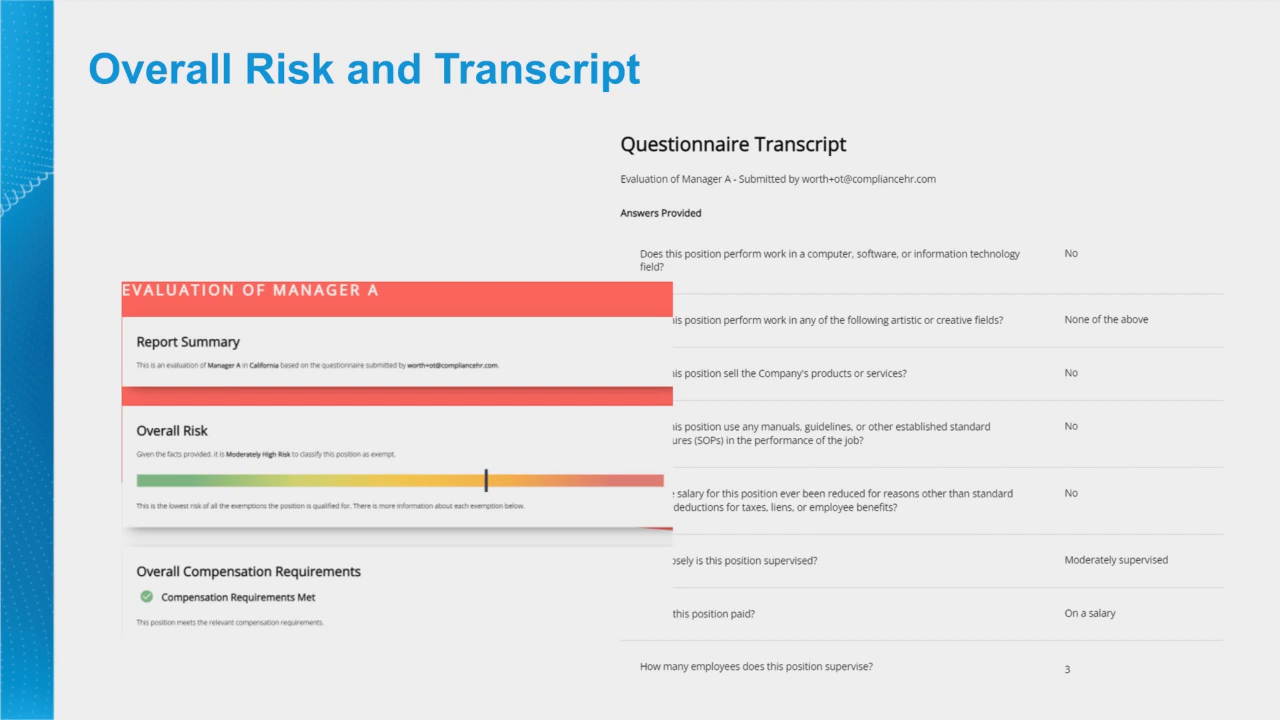 Overall Risk and Transcript
EVALUATION OF MANAGER A
Report Summary
This is an evaluation of Manager A in California based on the questionnaire submitted by worth+ot@compliancehr.com.
Overall Risk
Given the facts provided, it is Moderately High Risk to classify this position as exempt.
This is the lowest risk of all the exemptions the position is qualified for. There is more information about each exemption below.
Overall Compensation Requirements
Compensation Requirements Met
This position meets the relevant compensation requirements.
Questionnaire Transcript
Evaluation of Manager A - Submitted by worth+ot@compliancehr.com
Answers Provided
Does this position perform work in a computer, software, or information technology
field?
No
is position perform work in any of the following artistic or creative fields?
None of the above
is position sell the Company's products or services?
No
is position use any manuals, guidelines, or other established standard
ures (SOPs) in the performance of the job?
No
salary for this position ever been reduced for reasons other than standard
deductions for taxes, liens, or employee benefits?
No
osely is this position supervised?
Moderately supervised
this position paid?
On a salary
How many employees does this position supervise?
3